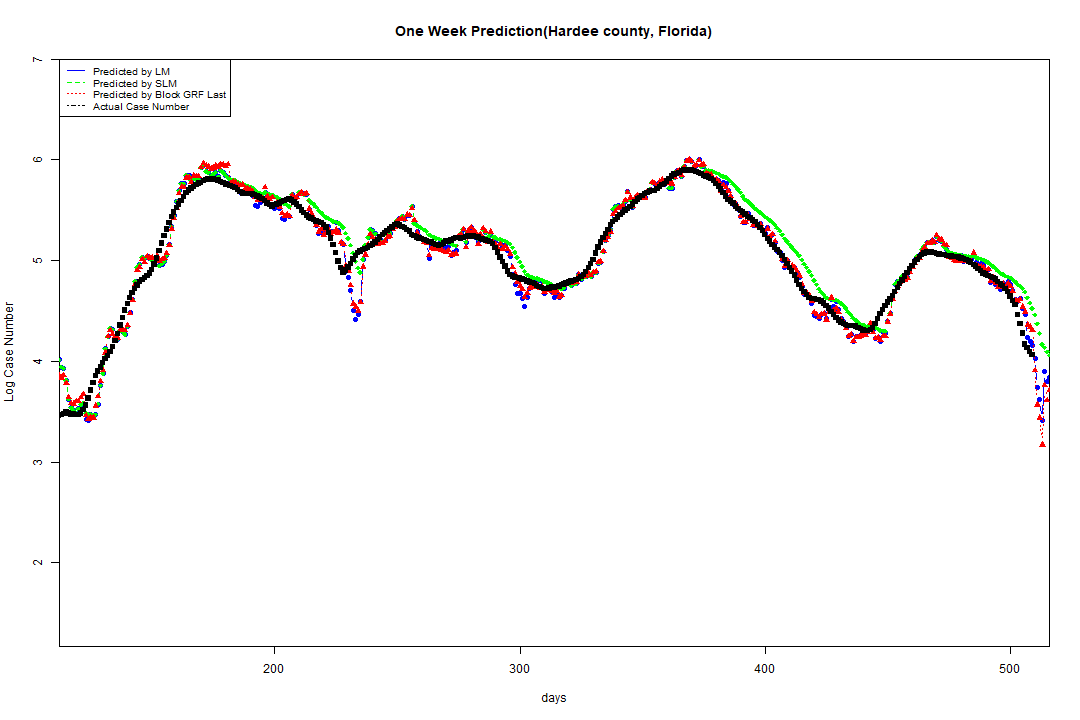 One Week Prediction(Hardee county, Florida)
Predicted by LM
Predicted by SLM
Predicted by Block GRF Last
Actual Case Number
7
6
5
4
3
2
Log Case Number
200 300 400 500
days